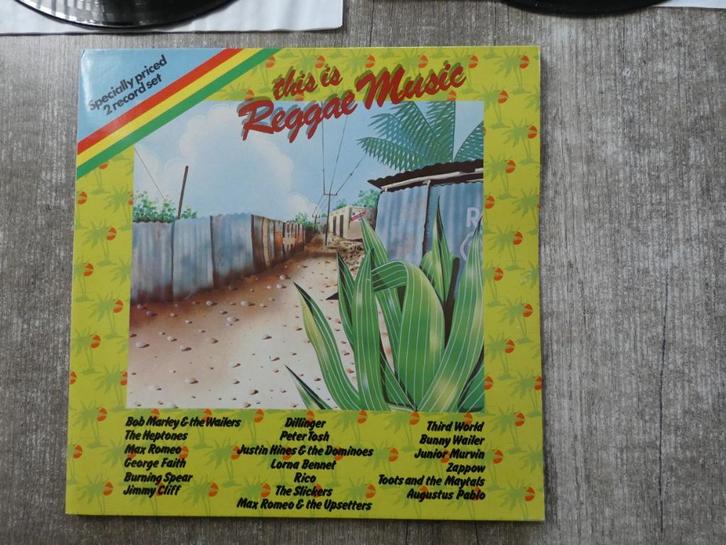 Specially priced
2 record set
this is
Reggae Music
R
Bob Marley & the Wailers
The Heptones
Max Romeo
George Faith
Burning Spear
Jimmy Cliff
Dillinger
Peter Tosh
Justin Hines & the Dominoes
Lorna Bennet
Rico
The Slickers
Max Romeo & the Upsetters
Third World
Bunny Wailer
Junior Murvin
Zappow
Toots and the Maytals
Augustus Pablo